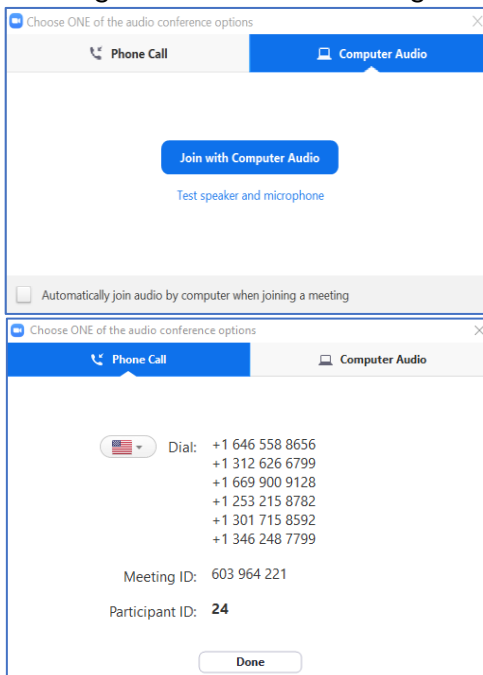 Choose ONE of the audio conference options
Phone Call
Computer Audio
Join with Computer Audio
Test speaker and microphone
Automatically join audio by computer when joining a meeting
Choose ONE of the audio conference options
Phone Call
Computer Audio
Dial: +1 646 558 8656
+1 312 626 6799
+1 669 900 9128
+1 253 215 8782
+1 301 715 8592
+1 346 248 7799
Meeting ID: 603 964 221
Participant ID: 24
Done